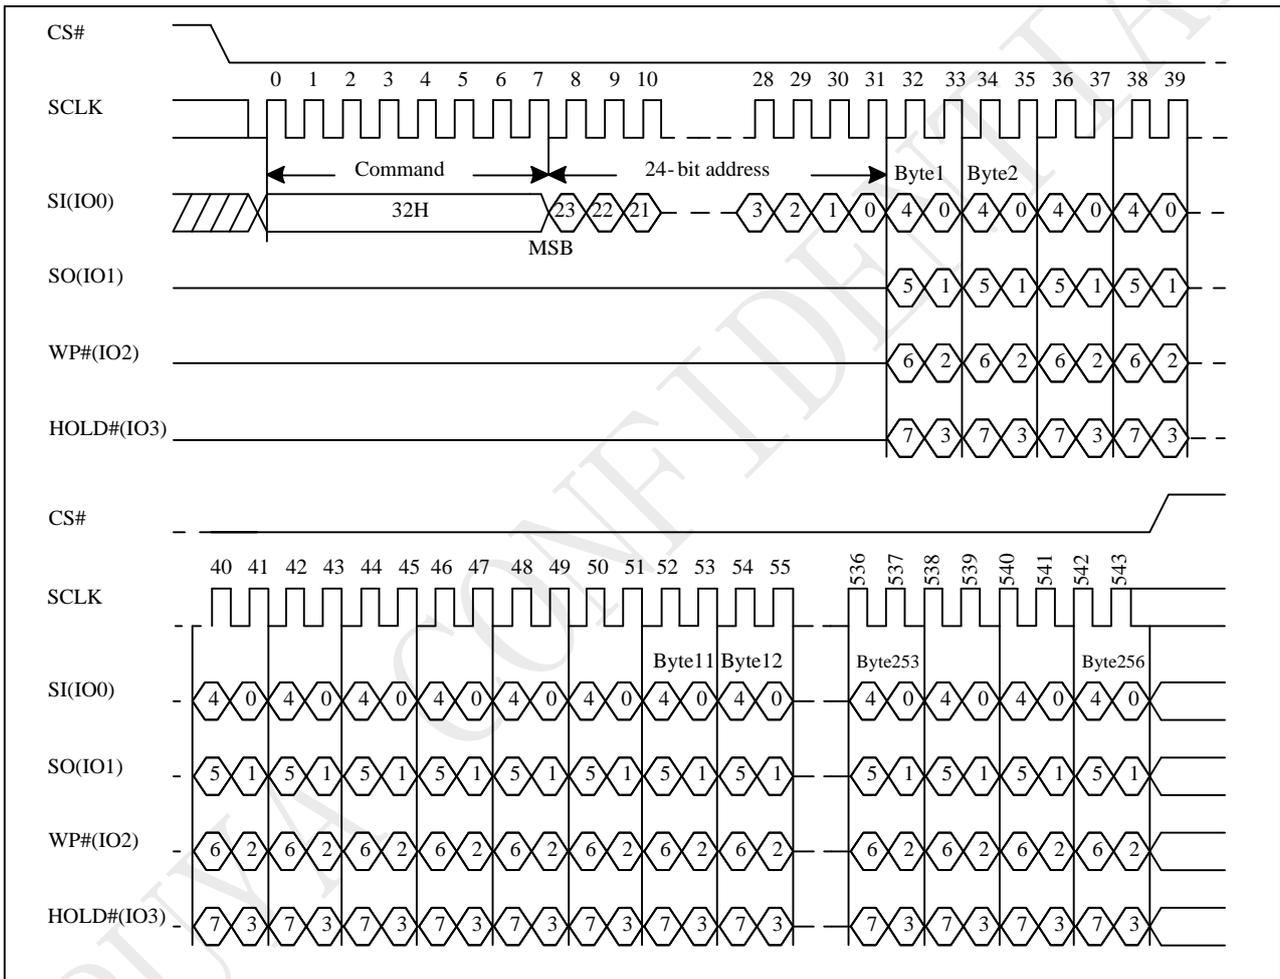 CS#
0 1 2 3 4 5 6 7 8 9 10 28 29 30 31 32 33 34 35 36 37 38 39
SCLK
Command 24-bit address Byte1 Byte2
SI(IO0) 32H 23 22 21 3 2 1 0 4 0 4 0 4 0 4 0
MSB
SO(IO1) 5 1 5 1 5 1 5 1
WP#(IO2) 6 2 6 2 6 2 6 2
HOLD#(IO3) 7 3 7 3 7 3 7 3
CS#
40 41 42 43 44 45 46 47 48 49 50 51 52 53 54 55 536 537 538 539 540 541 542 543
SCLK
Byte11 Byte12 Byte253 Byte256
SI(IO0) 4 0 4 0 4 0 4 0 4 0 4 0 4 0 4 0 4 0 4 0 4 0 4 0
SO(IO1) 5 1 5 1 5 1 5 1 5 1 5 1 5 1 5 1 5 1 5 1 5 1 5 1
WP#(IO2) 6 2 6 2 6 2 6 2 6 2 6 2 6 2 6 2 6 2 6 2 6 2 6 2
HOLD#(IO3) 7 3 7 3 7 3 7 3 7 3 7 3 7 3 7 3 7 3 7 3 7 3 7 3
PUYA CONFIDENTIAL